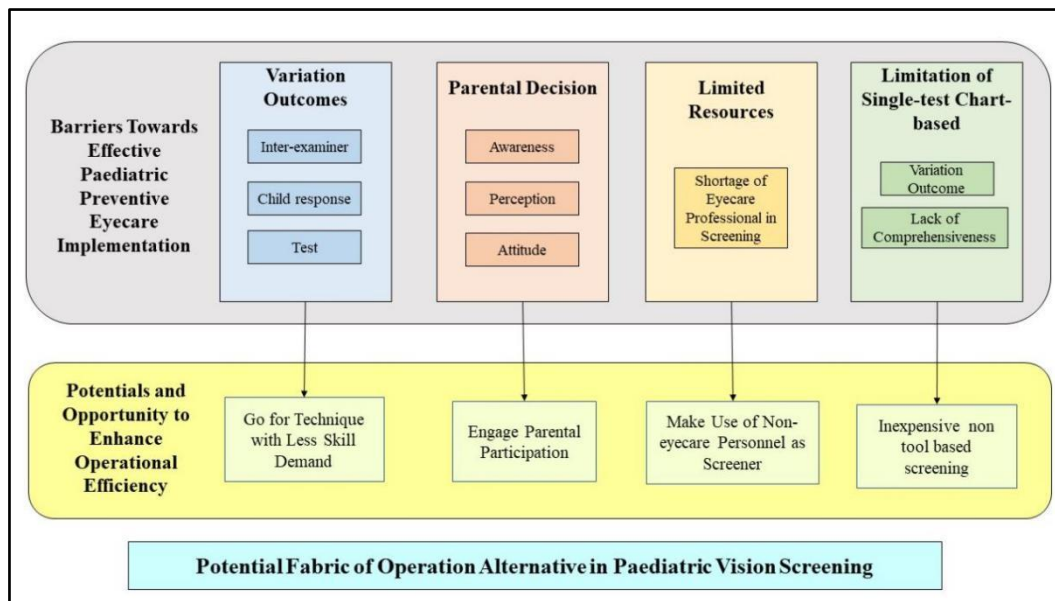 Barriers Towards
Effective
Paediatric
Preventive
Eyecare
Implementation
Variation
Outcomes
Inter-examiner
Child response
Test
Parental Decision
Awareness
Perception
Attitude
Limited
Resources
Shortage of
Eyecare
Professional in
Screening
Limitation of
Single-test Chart-
based
Variation
Outcome
Lack of
Comprehensiveness
Potentials and
Opportunity to
Enhance
Operational
Efficiency
Go for Technique
with Less Skill
Demand
Engage Parental
Participation
Make Use of Non-
eyecare Personnel as
Screener
Inexpensive non
tool based
screening
Potential Fabric of Operation Alternative in Paediatric Vision Screening